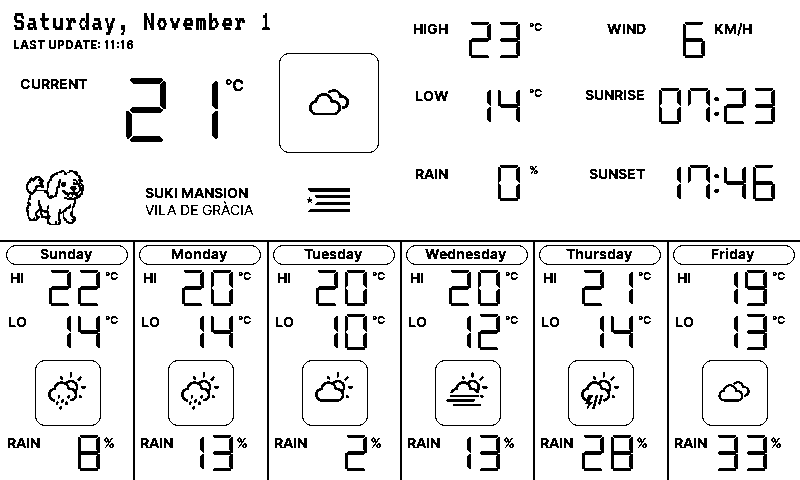 Saturday, November 1
LAST UPDATE: 11:16
CURRENT 21 °C
HIGH 23 °C
WIND 6 KM/H
LOW 14 °C
SUNRISE 07:23
RAIN 0 %
SUNSET 17:46
SUKI MANSION
VILA DE GRÀCIA
Sunday
HI 22 °C
LO 14 °C
RAIN 8 %
Monday
HI 20 °C
LO 14 °C
RAIN 13 %
Tuesday
HI 20 °C
LO 10 °C
RAIN 2 %
Wednesday
HI 20 °C
LO 12 °C
RAIN 13 %
Thursday
HI 21 °C
LO 14 °C
RAIN 28 %
Friday
HI 19 °C
LO 13 °C
RAIN 33 %